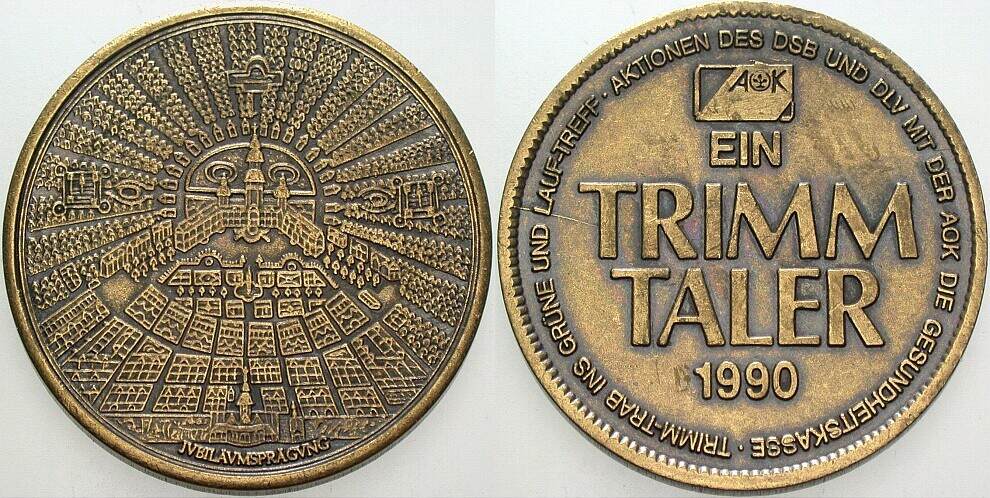 JVBILÄVMSPRÄGVNG
AOK
EIN
TRIMM
TALER
1990
TRIMM-TRAB INS GRÜNE UND LAUF-TREFF · AKTIONEN DES DSB UND DLV MIT DER AOK DIE GESUNDHEITSKASSE ·